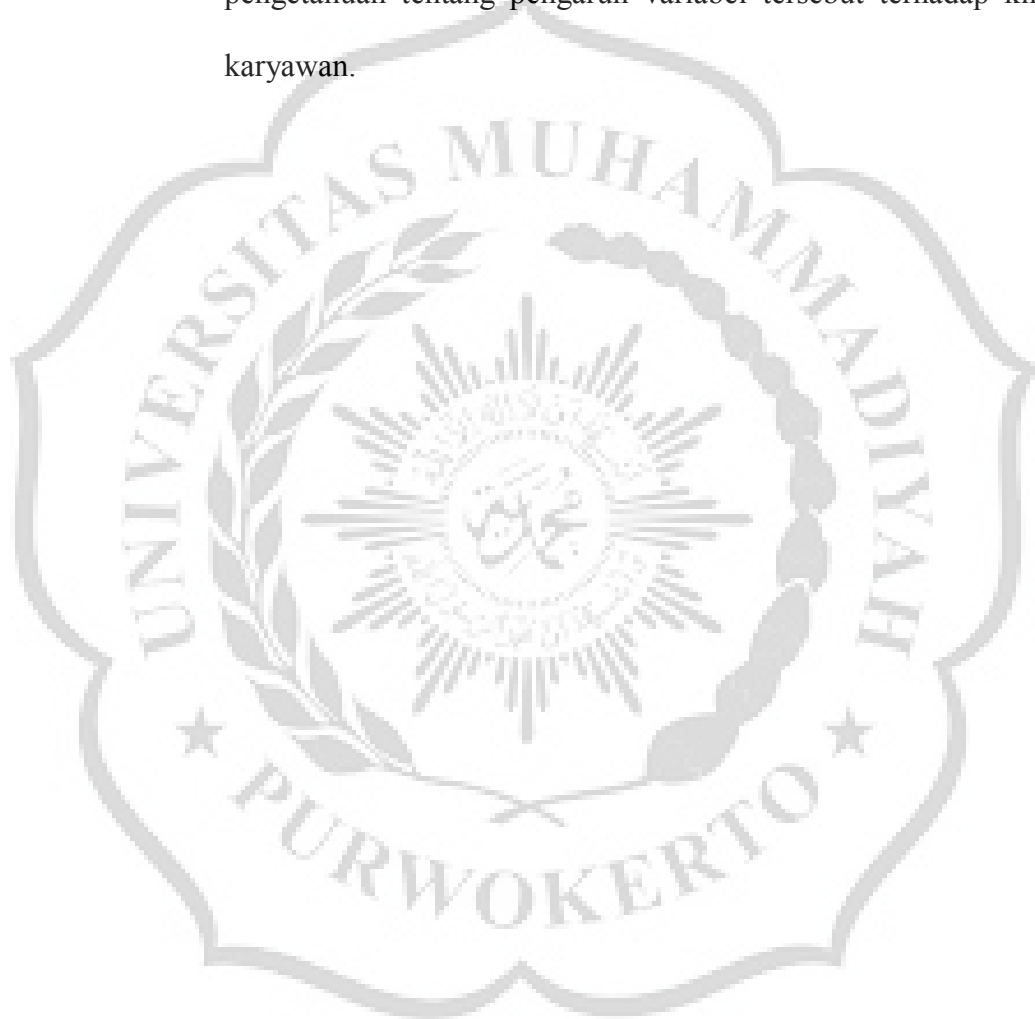 pengetahuan tentang pengaruh variabel tersebut terhadap
karyawan.
UNIVERSITAS MUHAMMADIYAH
PURWOKERTO